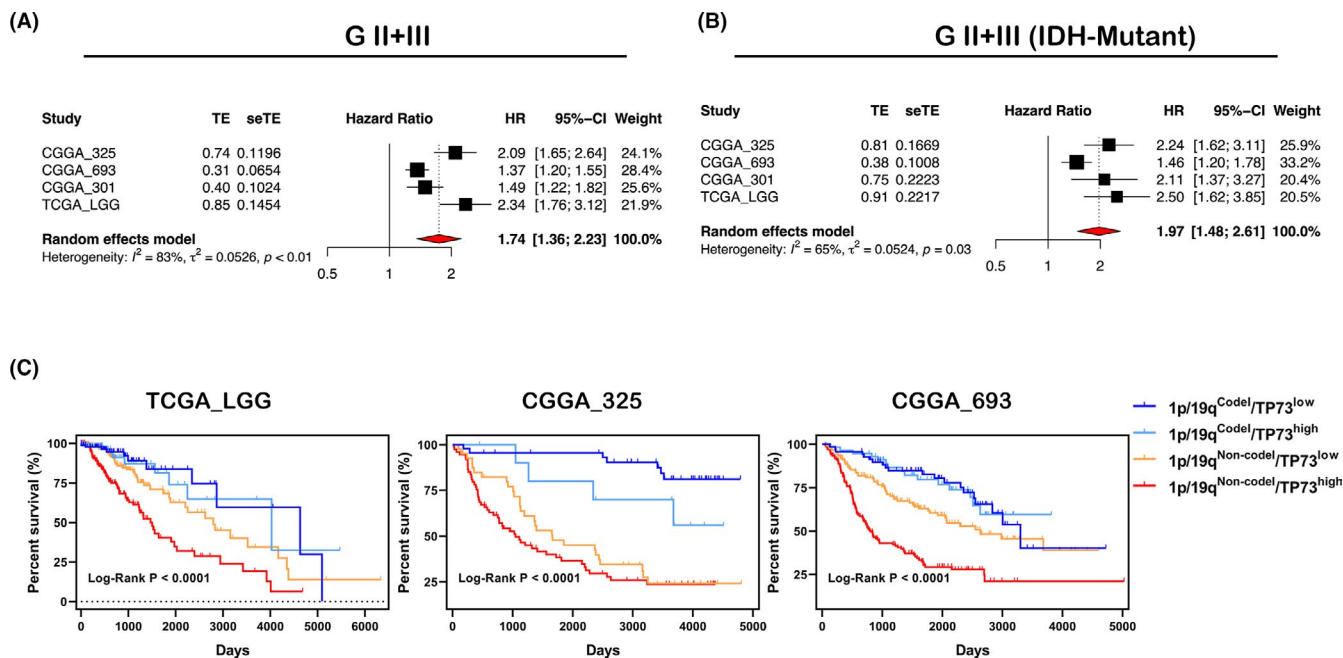 (A)
G II+III
Study TE seTE Hazard Ratio HR 95%−CI Weight
CGGA_325 0.74 0.1196 2.09 [1.65; 2.64] 24.1%
CGGA_693 0.31 0.0654 1.37 [1.20; 1.55] 28.4%
CGGA_301 0.40 0.1024 1.49 [1.22; 1.82] 25.6%
TCGA_LGG 0.85 0.1454 2.34 [1.76; 3.12] 21.9%
Random effects model 1.74 [1.36; 2.23] 100.0%
Heterogeneity: I² = 83%, τ² = 0.0526, p < 0.01
0.5 1 2
(B)
G II+III (IDH-Mutant)
Study TE seTE Hazard Ratio HR 95%−CI Weight
CGGA_325 0.81 0.1669 2.24 [1.62; 3.11] 25.9%
CGGA_693 0.38 0.1008 1.46 [1.20; 1.78] 33.2%
CGGA_301 0.75 0.2223 2.11 [1.37; 3.27] 20.4%
TCGA_LGG 0.91 0.2217 2.50 [1.62; 3.85] 20.5%
Random effects model 1.97 [1.48; 2.61] 100.0%
Heterogeneity: I² = 65%, τ² = 0.0524, p = 0.03
0.5 1 2
(C)
TCGA_LGG
Percent survival (%)
100
75
50
25
0
Log-Rank P < 0.0001
0 1000 2000 3000 4000 5000 6000
Days
CGGA_325
Percent survival (%)
100
75
50
25
Log-Rank P < 0.0001
0 1000 2000 3000 4000 5000
Days
CGGA_693
Percent survival (%)
100
75
50
25
Log-Rank P < 0.0001
0 1000 2000 3000 4000 5000
Days
1p/19q^Codel/TP73^low
1p/19q^Codel/TP73^high
1p/19q^Non-codel/TP73^low
1p/19q^Non-codel/TP73^high